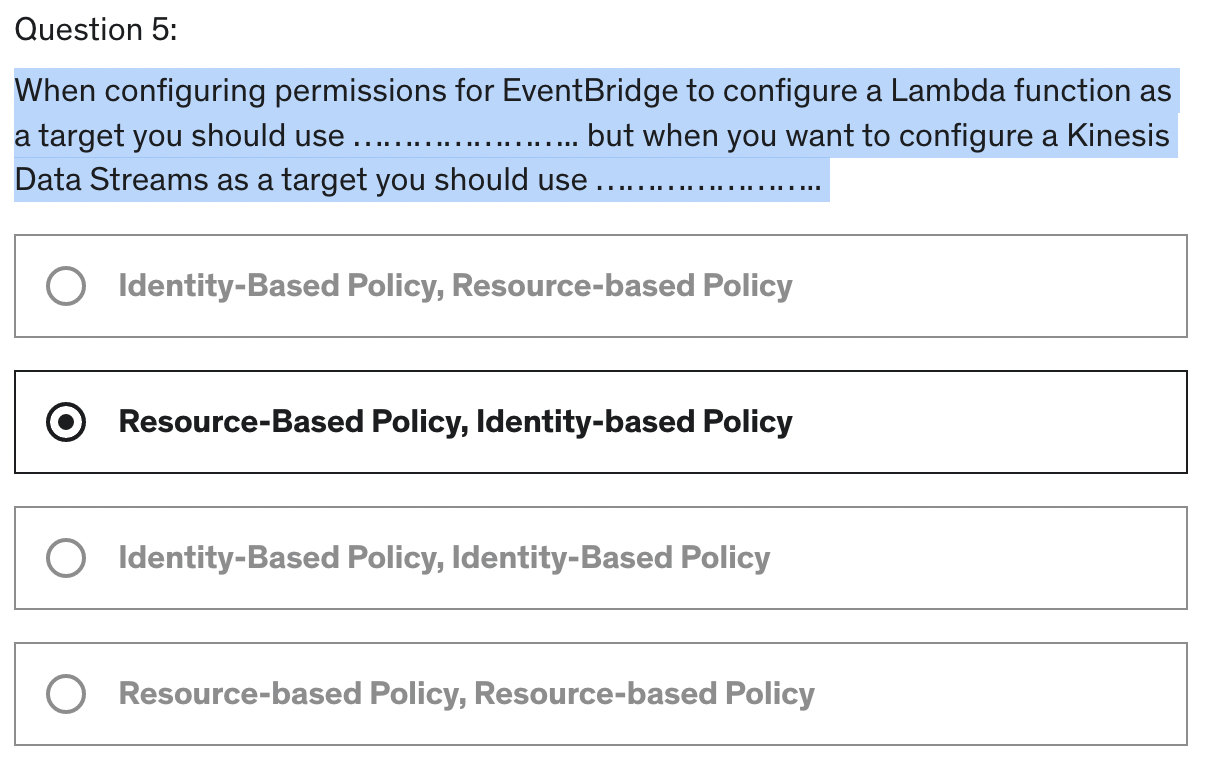 Question 5:
When configuring permissions for EventBridge to configure a Lambda function as
a target you should use ………………….. but when you want to configure a Kinesis
Data Streams as a target you should use …………………..
Identity-Based Policy, Resource-based Policy
Resource-Based Policy, Identity-based Policy
Identity-Based Policy, Identity-Based Policy
Resource-based Policy, Resource-based Policy